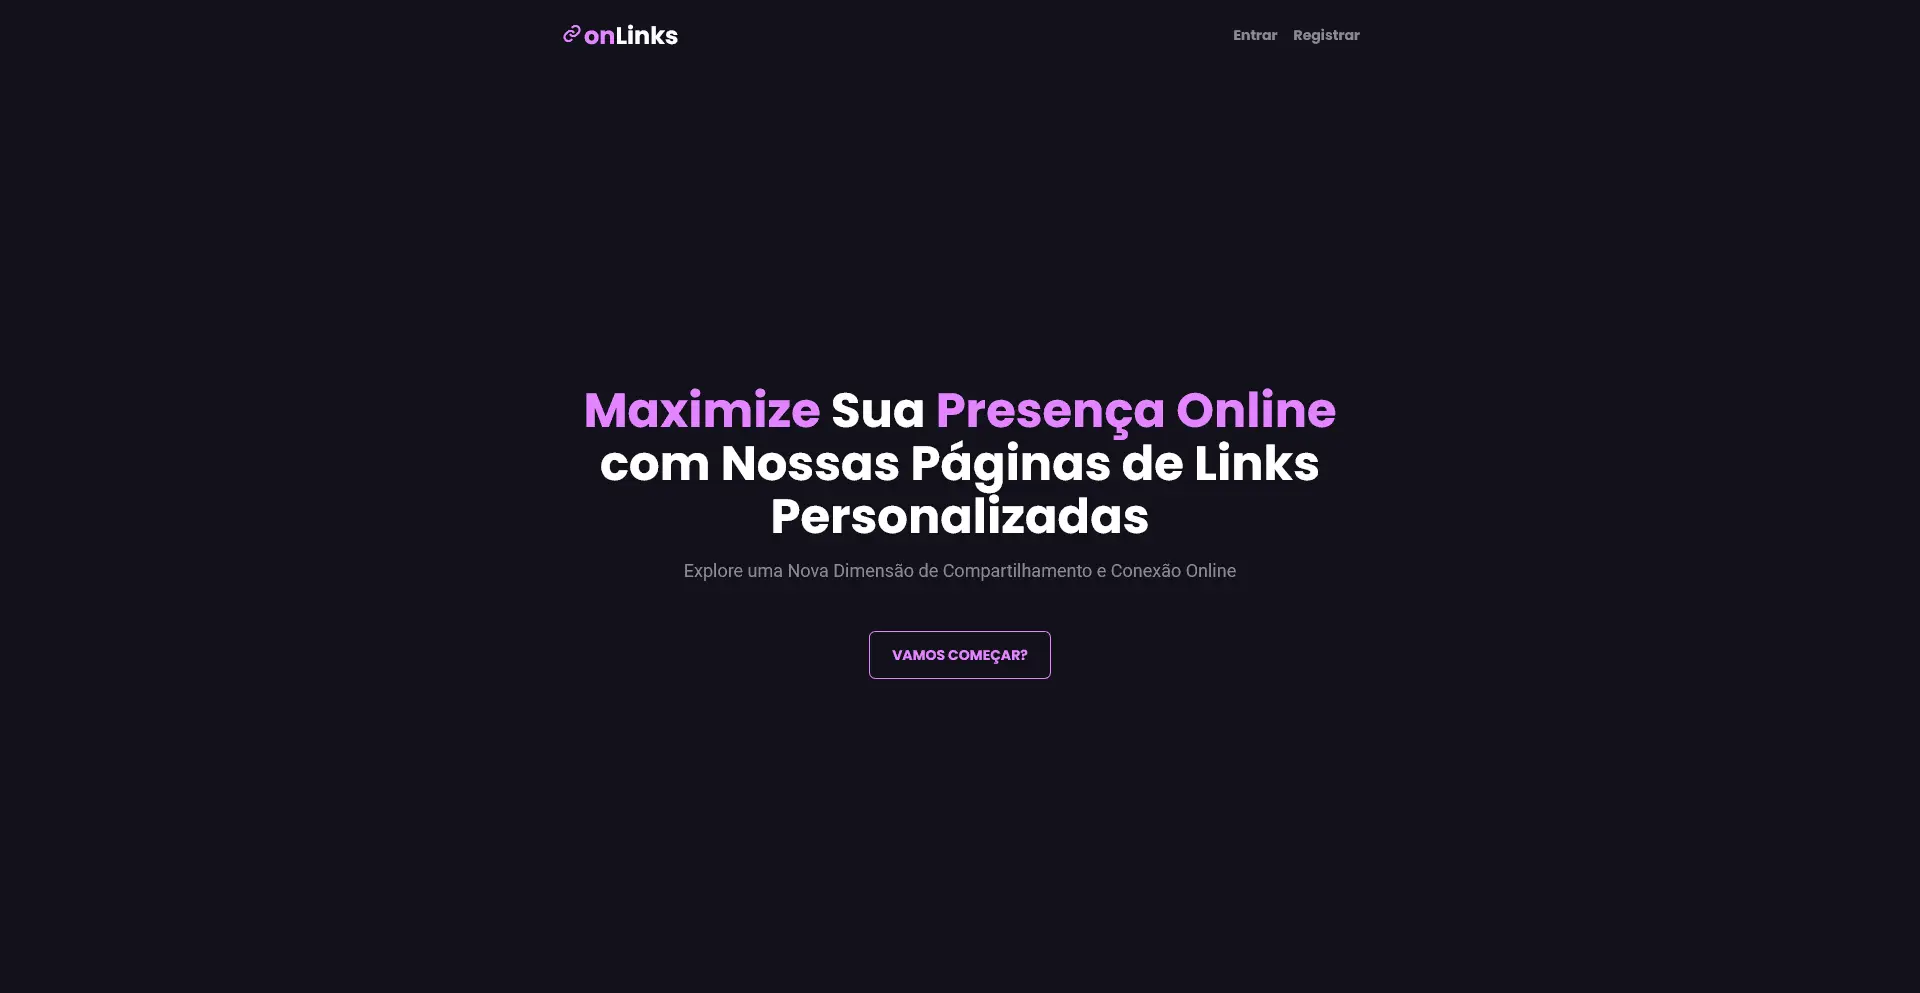 onLinks
Entrar Registrar
Maximize Sua Presença Online
com Nossas Páginas de Links
Personalizadas
Explore uma Nova Dimensão de Compartilhamento e Conexão Online
VAMOS COMEÇAR?